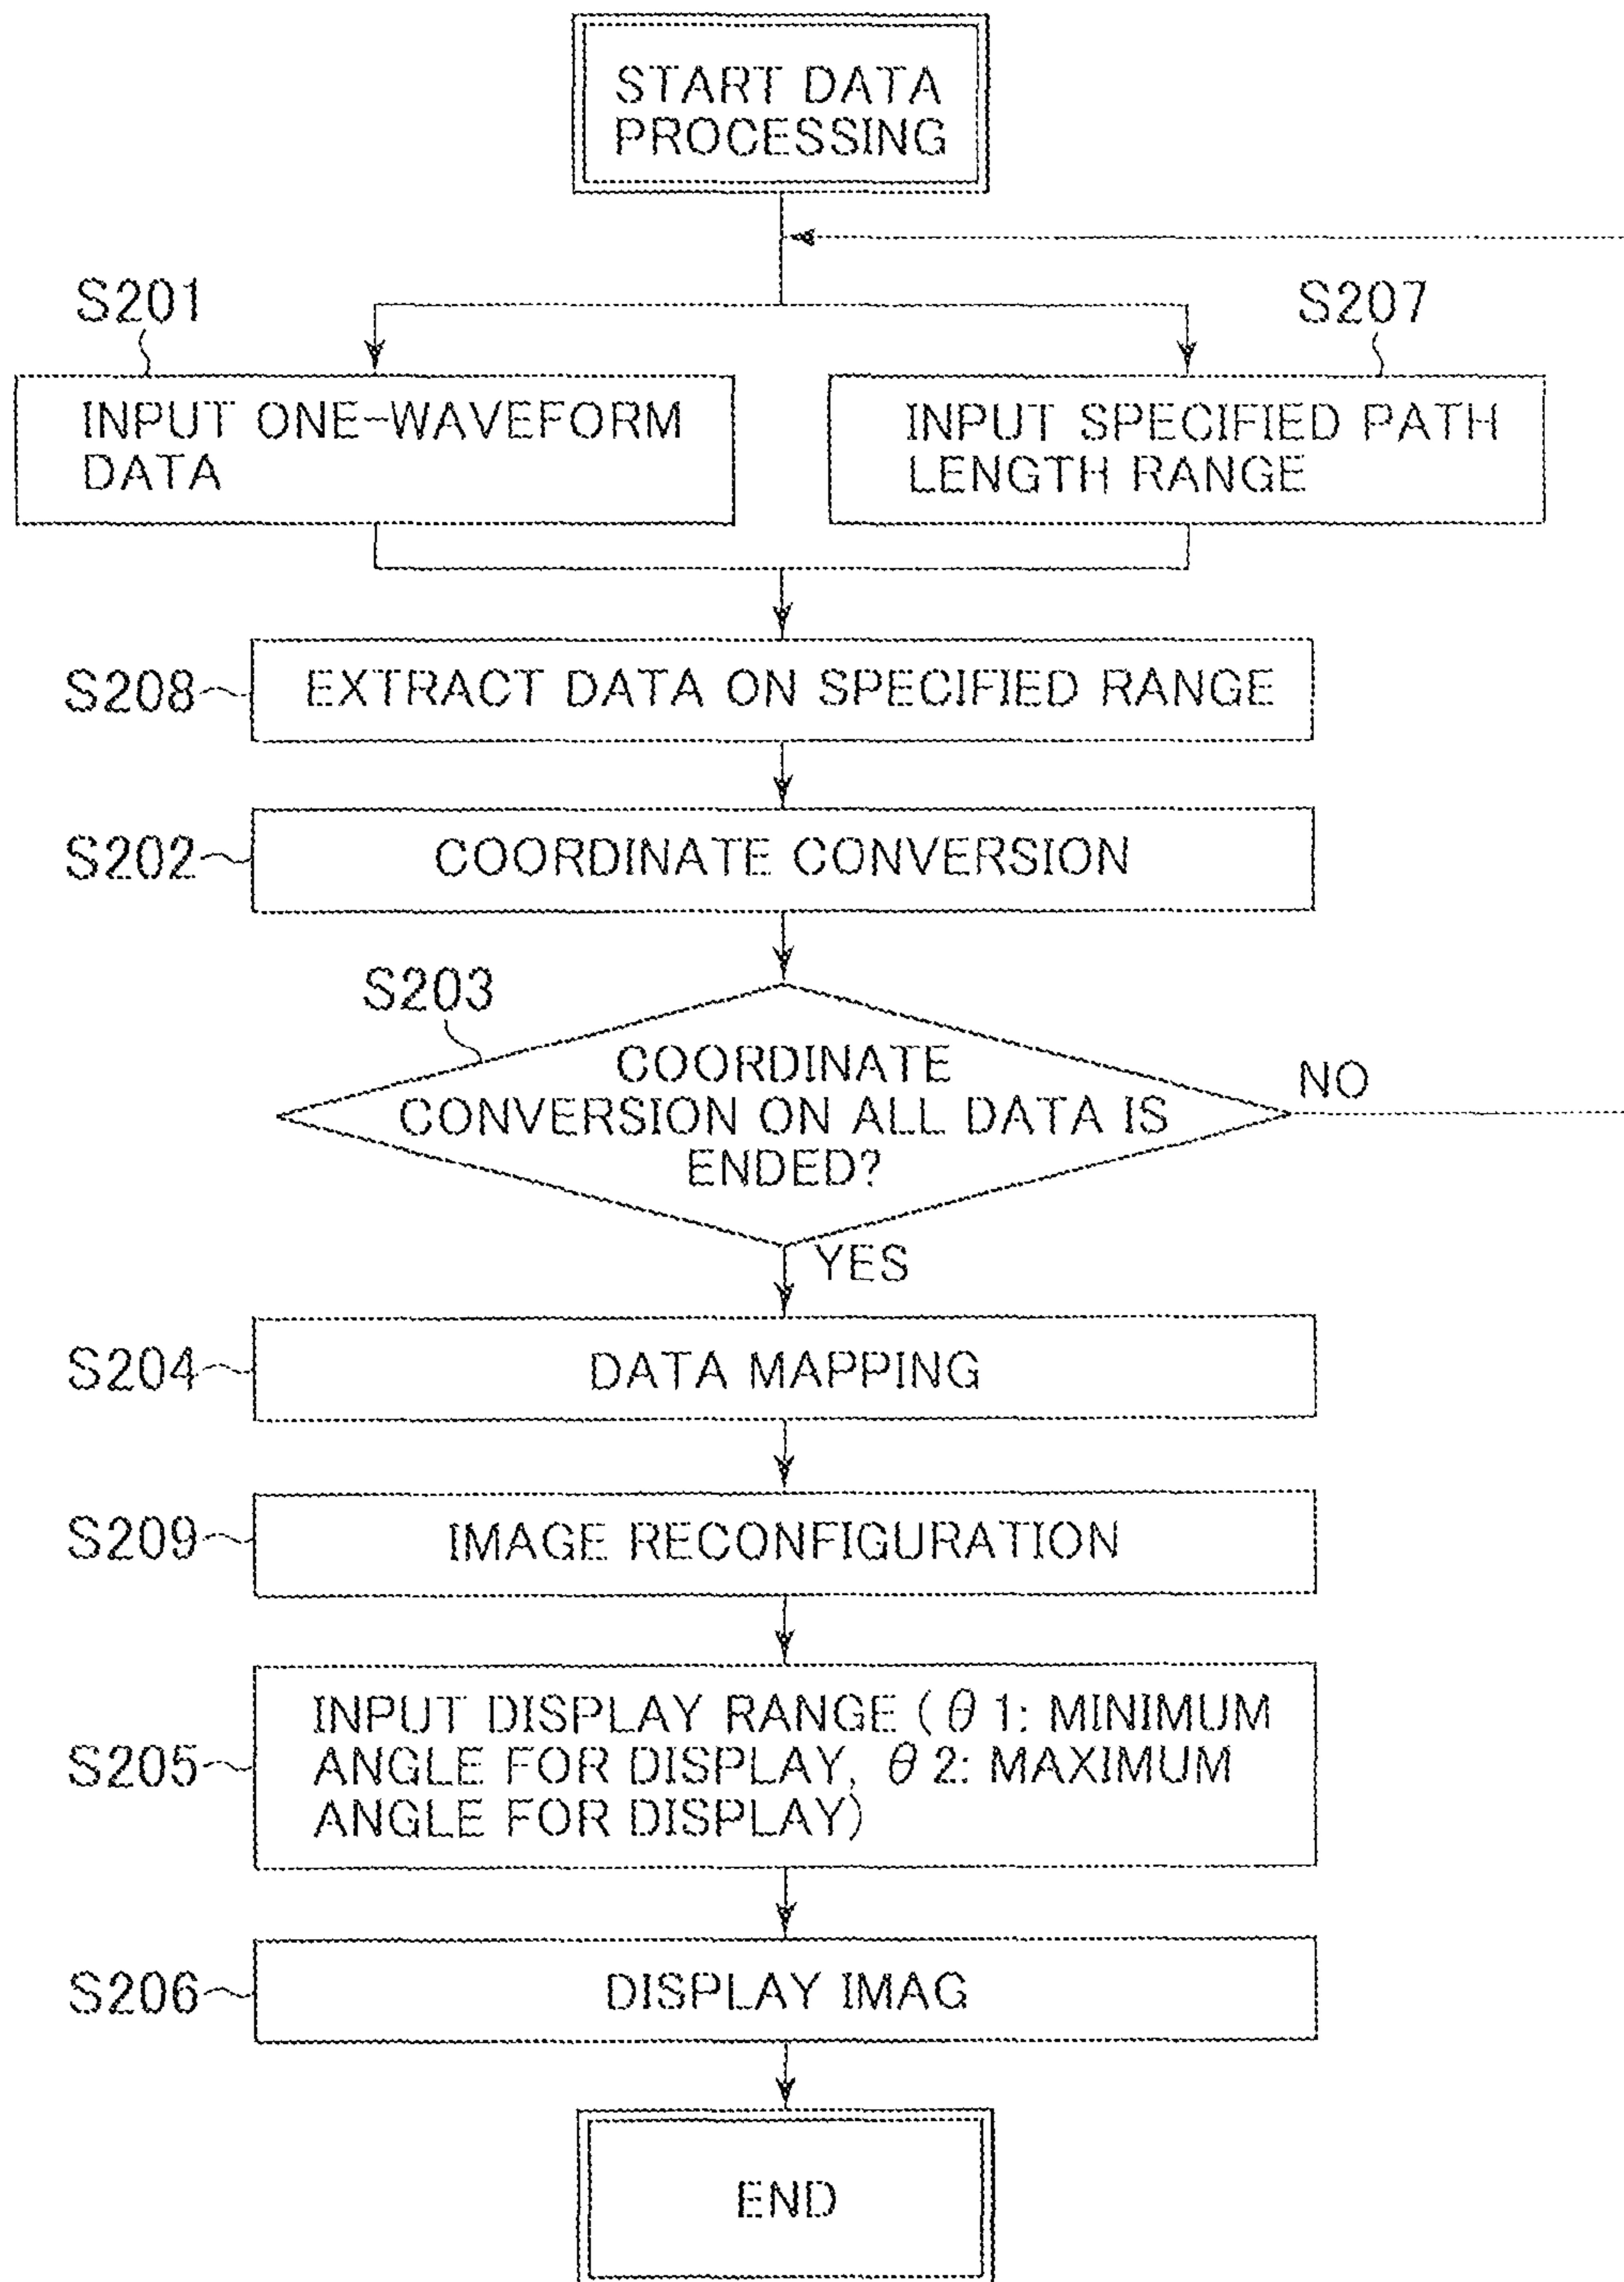 START DATA
PROCESSING
S201
S207
INPUT ONE-WAVEFORM
DATA
INPUT SPECIFIED PATH
LENGTH RANGE
S208
EXTRACT DATA ON SPECIFIED RANGE
S202
COORDINATE CONVERSION
S203
COORDINATE
CONVERSION ON ALL DATA IS
ENDED?
NO
YES
S204
DATA MAPPING
S209
IMAGE RECONFIGURATION
S205
INPUT DISPLAY RANGE (θ1: MINIMUM
ANGLE FOR DISPLAY, θ2: MAXIMUM
ANGLE FOR DISPLAY)
S206
DISPLAY IMAG
END